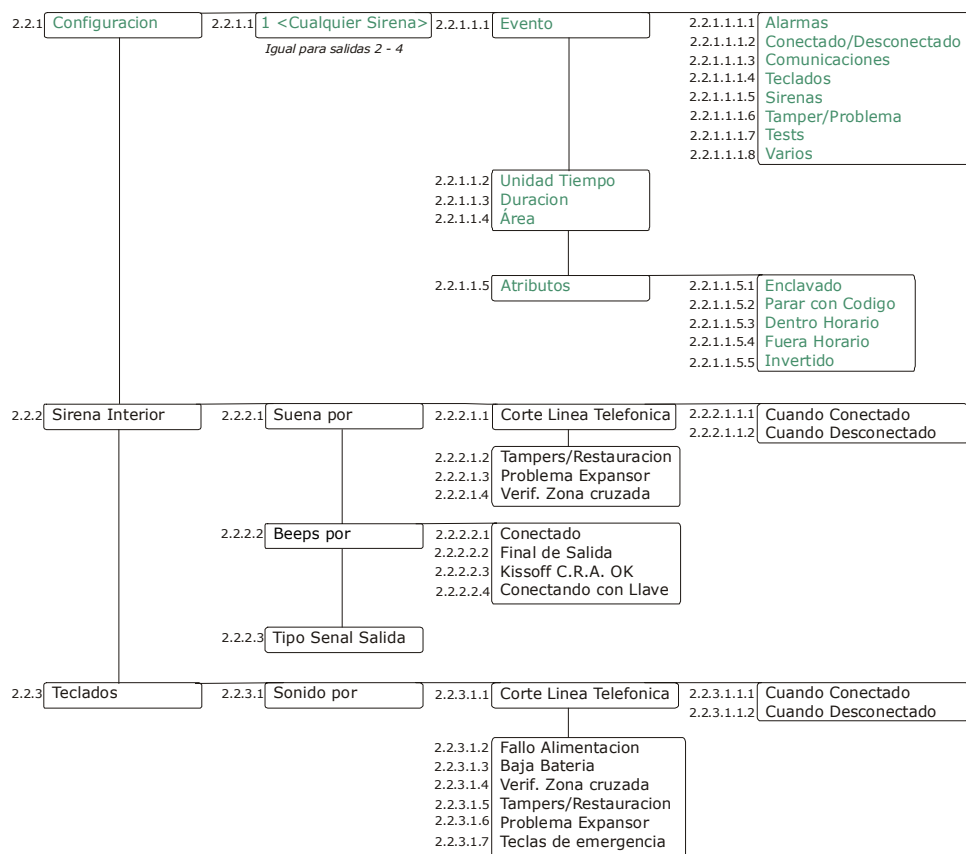 2.2.1 Configuracion 2.2.1.1 1 <Cualquier Sirena> 2.2.1.1.1 Evento 2.2.1.1.1.1 Alarmas
Igual para salidas 2 - 4 2.2.1.1.1.2 Conectado/Desconectado
2.2.1.1.1.3 Comunicaciones
2.2.1.1.1.4 Teclados
2.2.1.1.1.5 Sirenas
2.2.1.1.1.6 Tamper/Problema
2.2.1.1.1.7 Tests
2.2.1.1.1.8 Varios
2.2.1.1.2 Unidad Tiempo
2.2.1.1.3 Duracion
2.2.1.1.4 Área
2.2.1.1.5 Atributos 2.2.1.1.5.1 Enclavado
2.2.1.1.5.2 Parar con Codigo
2.2.1.1.5.3 Dentro Horario
2.2.1.1.5.4 Fuera Horario
2.2.1.1.5.5 Invertido
2.2.2 Sirena Interior 2.2.2.1 Suena por 2.2.2.1.1 Corte Linea Telefonica 2.2.2.1.1.1 Cuando Conectado
2.2.2.1.1.2 Cuando Desconectado
2.2.2.1.2 Tampers/Restauracion
2.2.2.1.3 Problema Expansor
2.2.2.1.4 Verif. Zona cruzada
2.2.2.2 Beeps por 2.2.2.2.1 Conectado
2.2.2.2.2 Final de Salida
2.2.2.2.3 Kissoff C.R.A. OK
2.2.2.2.4 Conectando con Llave
2.2.2.3 Tipo Senal Salida
2.2.3 Teclados 2.2.3.1 Sonido por 2.2.3.1.1 Corte Linea Telefonica 2.2.3.1.1.1 Cuando Conectado
2.2.3.1.1.2 Cuando Desconectado
2.2.3.1.2 Fallo Alimentacion
2.2.3.1.3 Baja Bateria
2.2.3.1.4 Verif. Zona cruzada
2.2.3.1.5 Tampers/Restauracion
2.2.3.1.6 Problema Expansor
2.2.3.1.7 Teclas de emergencia